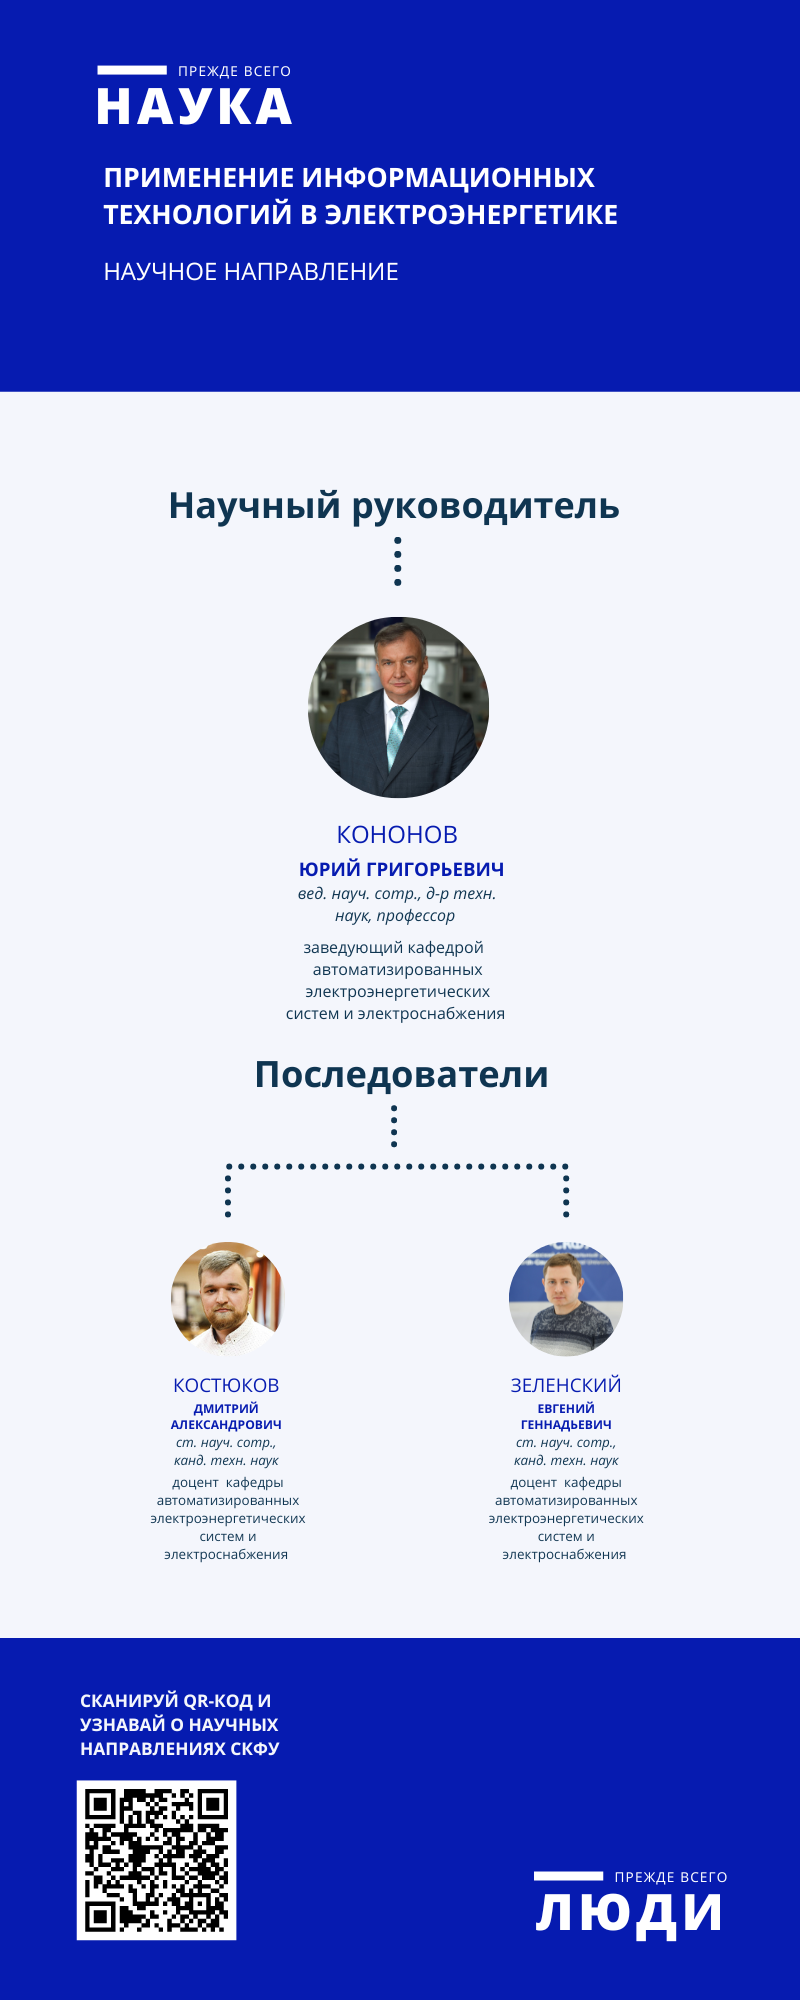 ПРЕЖДЕ ВСЕГО
НАУКА
ПРИМЕНЕНИЕ ИНФОРМАЦИОННЫХ
ТЕХНОЛОГИЙ В ЭЛЕКТРОЭНЕРГЕТИКЕ
НАУЧНОЕ НАПРАВЛЕНИЕ
Научный руководитель
КОНОНОВ
ЮРИЙ ГРИГОРЬЕВИЧ
вед. науч. сотр., д-р техн.
наук, профессор
заведующий кафедрой
автоматизированных
электроэнергетических
систем и электроснабжения
Последователи
КОСТЮКОВ
ДМИТРИЙ
АЛЕКСАНДРОВИЧ
ст. науч. сотр.,
канд. техн. наук
доцент кафедры
автоматизированных
электроэнергетических
систем и
электроснабжения
ЗЕЛЕНСКИЙ
ЕВГЕНИЙ
ГЕННАДЬЕВИЧ
ст. науч. сотр.,
канд. техн. наук
доцент кафедры
автоматизированных
электроэнергетических
систем и
электроснабжения
СКАНИРУЙ QR-КОД И
УЗНАВАЙ О НАУЧНЫХ
НАПРАВЛЕНИЯХ СКФУ
ПРЕЖДЕ ВСЕГО
ЛЮДИ